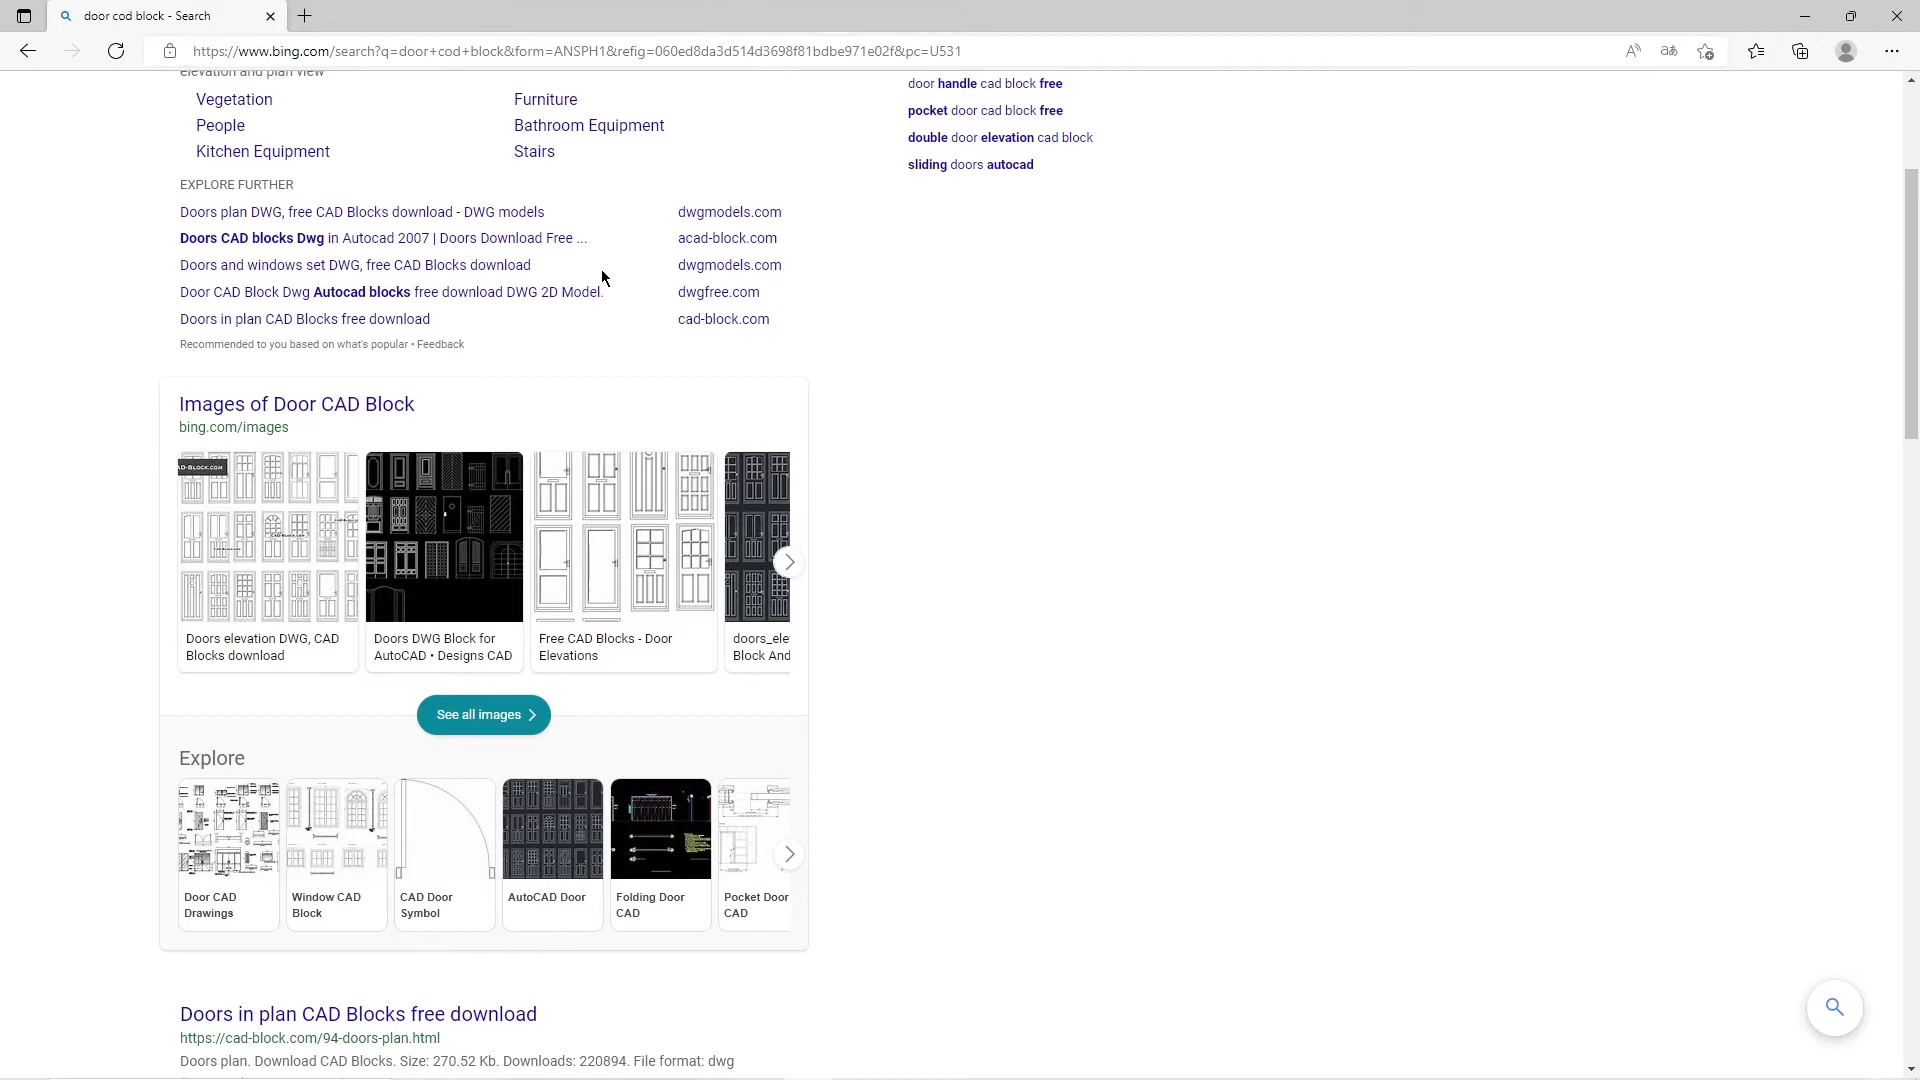 door cod block - Search
https://www.bing.com/search?q=door+cod+block&form=ANSPH1&refig=060ed8da3d514d3698f81bdbe971e02f&pc=U531
elevation and plan view
Vegetation
Furniture
People
Bathroom Equipment
Kitchen Equipment
Stairs
door handle cad block free
pocket door cad block free
double door elevation cad block
sliding doors autocad
EXPLORE FURTHER
Doors plan DWG, free CAD Blocks download - DWG models dwgmodels.com
Doors CAD blocks Dwg in Autocad 2007 | Doors Download Free ... acad-block.com
Doors and windows set DWG, free CAD Blocks download dwgmodels.com
Door CAD Block Dwg Autocad blocks free download DWG 2D Model. dwgfree.com
Doors in plan CAD Blocks free download cad-block.com
Recommended to you based on what's popular • Feedback
Images of Door CAD Block
bing.com/images
AD-BLOCK.COM
Doors elevation DWG, CAD
Blocks download
Doors DWG Block for
AutoCAD • Designs CAD
Free CAD Blocks - Door
Elevations
doors_ele
Block And
See all images
Explore
Door CAD
Drawings
Window CAD
Block
CAD Door
Symbol
AutoCAD Door
Folding Door
CAD
Pocket Door
CAD
Doors in plan CAD Blocks free download
https://cad-block.com/94-doors-plan.html
Doors plan. Download CAD Blocks. Size: 270.52 Kb. Downloads: 220894. File format: dwg